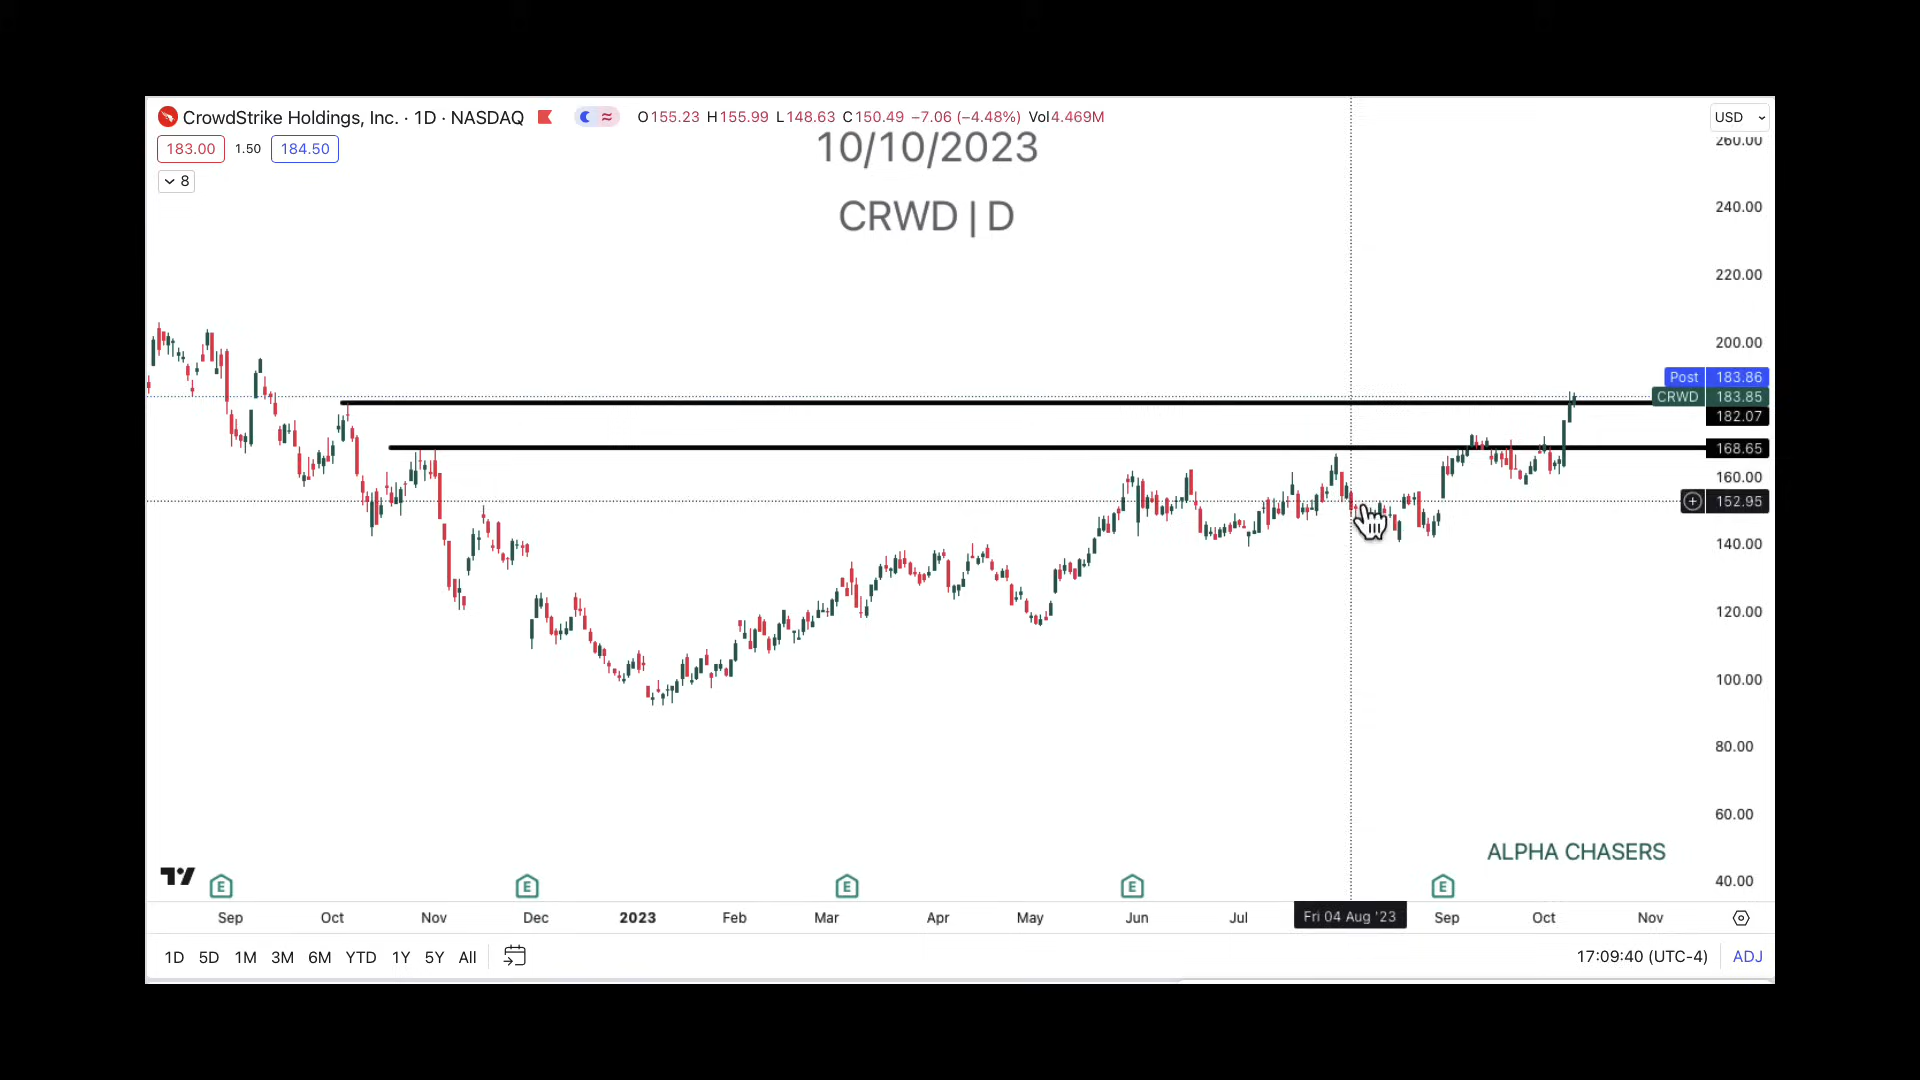 CrowdStrike Holdings, Inc. · 1D · NASDAQ O155.23 H155.99 L148.63 C150.49 −7.06 (−4.48%) Vol4.469M USD
183.00 1.50 184.50
8
10/10/2023
CRWD | D
260.00
240.00
220.00
200.00
Post 183.86
CRWD 183.85
182.07
168.65
160.00
152.95
140.00
120.00
100.00
80.00
60.00
ALPHA CHASERS
40.00
E E E E E
Sep Oct Nov Dec 2023 Feb Mar Apr May Jun Jul Fri 04 Aug '23 Sep Oct Nov
1D 5D 1M 3M 6M YTD 1Y 5Y All 17:09:40 (UTC-4) ADJ